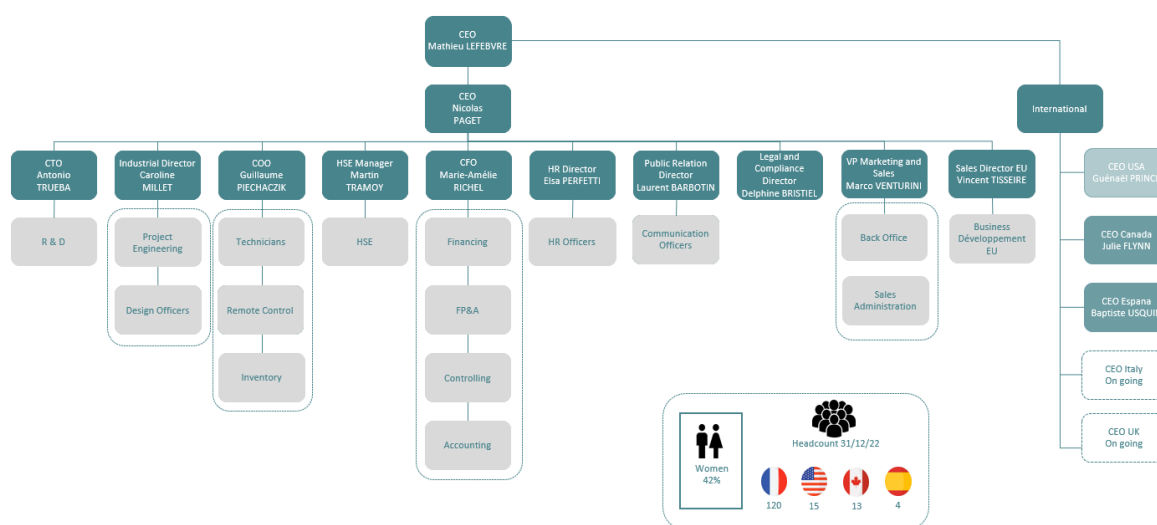 CEO
Mathieu LEFEBVRE
CEO
Nicolas
PAGET
International
CTO
Antonio
TRUEBA
Industrial Director
Caroline
MILLET
COO
Guillaume
PIECHACZIK
HSE Manager
Martin
TRAMOY
CFO
Marie-Amélie
RICHEL
HR Director
Elsa PERFETTI
Public Relation
Director
Laurent BARBOTIN
Legal and
Compliance
Director
Delphine BRISTIEL
VP Marketing and
Sales
Marco VENTURINI
Sales Director EU
Vincent TISSEIRE
CEO USA
Guénaël PRINCE
R & D
Project
Engineering
Technicians
HSE
Financing
HR Officers
Communication
Officers
Back Office
Business
Développement
EU
CEO Canada
Julie FLYNN
Design Officers
Remote Control
FP&A
Sales
Administration
CEO Espana
Baptiste USQUIN
Inventory
Controlling
CEO Italy
On going
Accounting
CEO UK
On going
Women
42%
Headcount 31/12/22
120
15
13
4